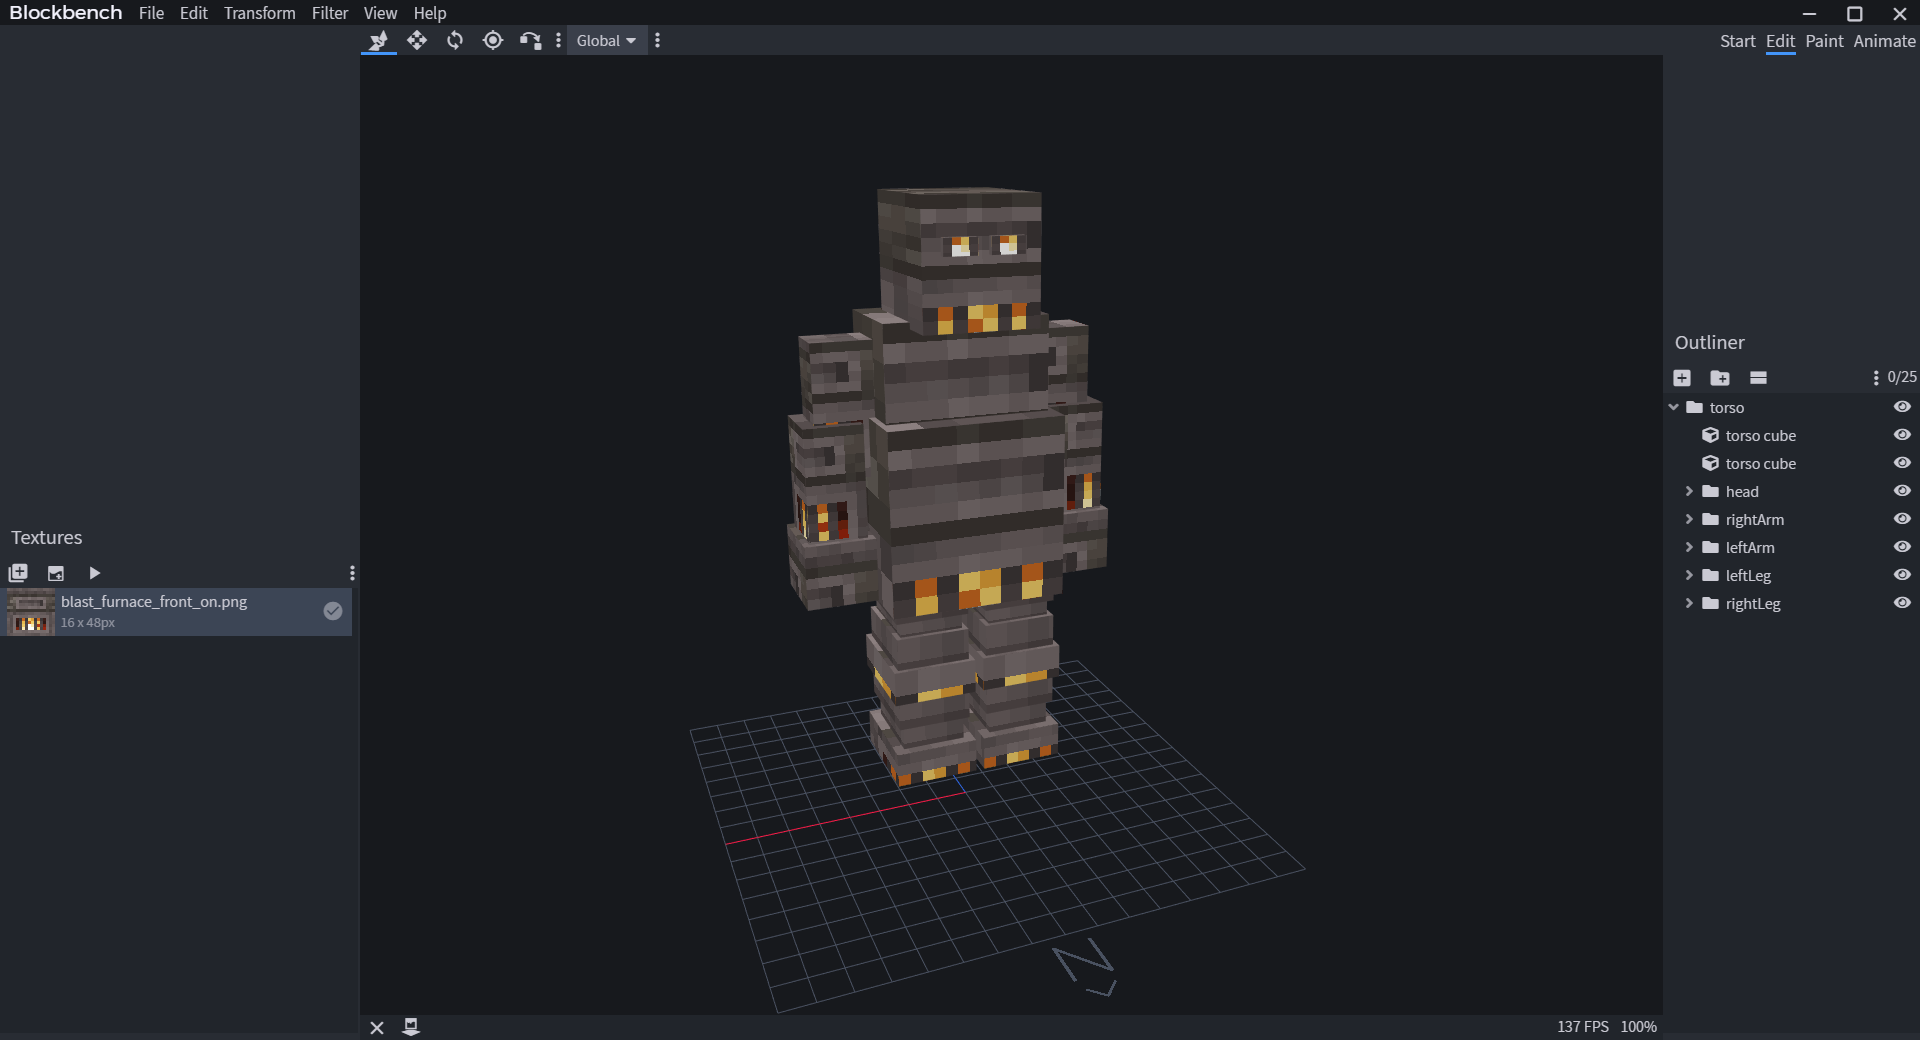 Blockbench File Edit Transform Filter View Help
Global
Start Edit Paint Animate
Textures
blast_furnace_front_on.png
16 x 48px
Outliner
0/25
torso
torso cube
torso cube
head
rightArm
leftArm
leftLeg
rightLeg
N
137 FPS 100%